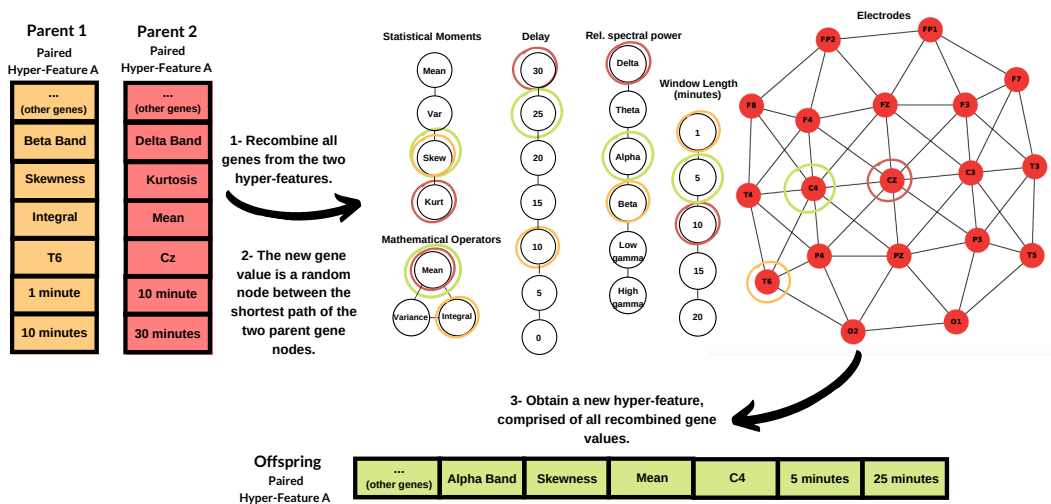 Parent 1
Paired
Hyper-Feature A
...
(other genes)
Beta Band
Skewness
Integral
T6
1 minute
10 minutes
Parent 2
Paired
Hyper-Feature A
...
(other genes)
Delta Band
Kurtosis
Mean
Cz
10 minute
30 minutes
1- Recombine all
genes from the two
hyper-features.
2- The new gene
value is a random
node between the
shortest path of the
two parent gene
nodes.
Statistical Moments
Mean
Var
Skew
Kurt
Mathematical Operators
Mean
Variance
Integral
Delay
30
25
20
15
10
5
0
Rel. spectral power
Delta
Theta
Alpha
Beta
Low
gamma
High
gamma
Window Length
(minutes)
1
5
10
15
20
Electrodes
FP2
FP1
F7
F8
F4
FZ
F3
T4
C4
CZ
C3
T3
T6
P4
PZ
P3
T5
O2
O1
3- Obtain a new hyper-feature,
comprised of all recombined gene
values.
Offspring
Paired
Hyper-Feature A
...
(other genes)
Alpha Band
Skewness
Mean
C4
5 minutes
25 minutes